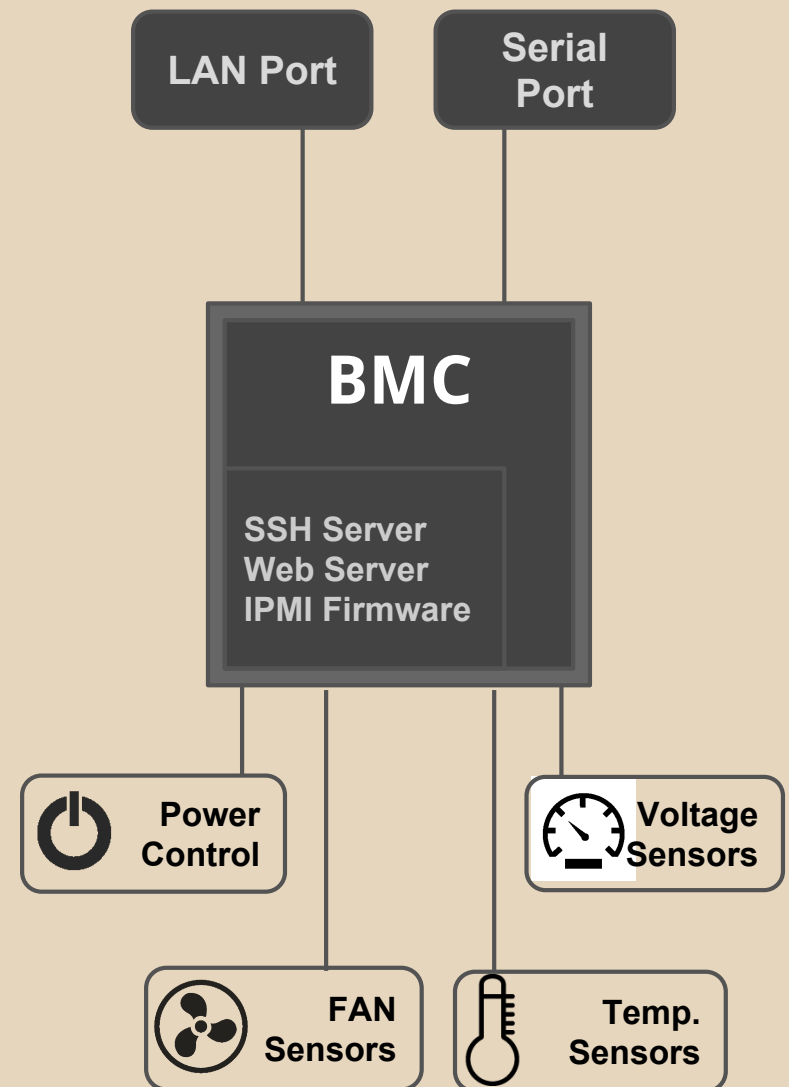 LAN Port
Serial
Port
BMC
SSH Server
Web Server
IPMI Firmware
Power
Control
Voltage
Sensors
FAN
Sensors
Temp.
Sensors